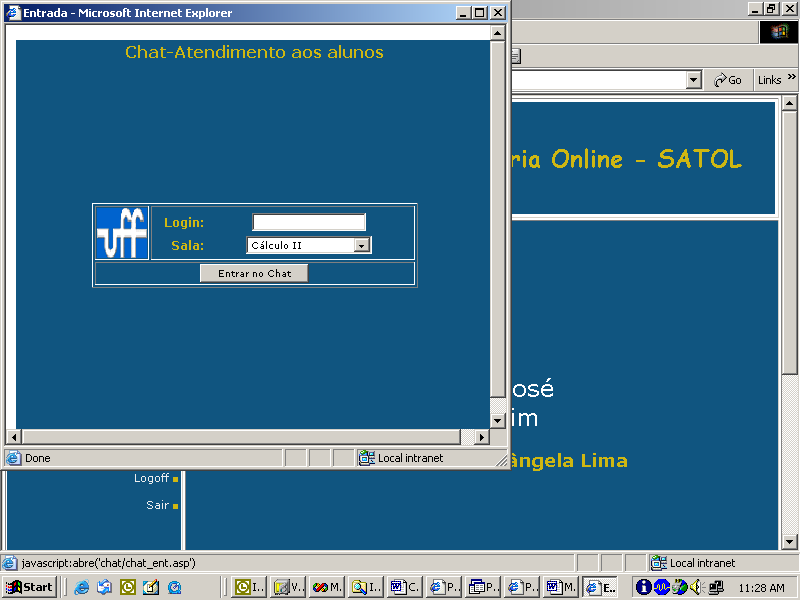 Entrada - Microsoft Internet Explorer
Chat-Atendimento aos alunos
uff
Login:
Sala: Cálculo II
Entrar no Chat
Done
Local intranet
Go
Links »
ria Online - SATOL
osé
im
ângela Lima
Logoff
Sair
javascript:abre('chat/chat_ent.asp')
Local intranet
Start
I...
V..
M.
I...
C.
P..
P..
P..
M.
E..
11:28 AM